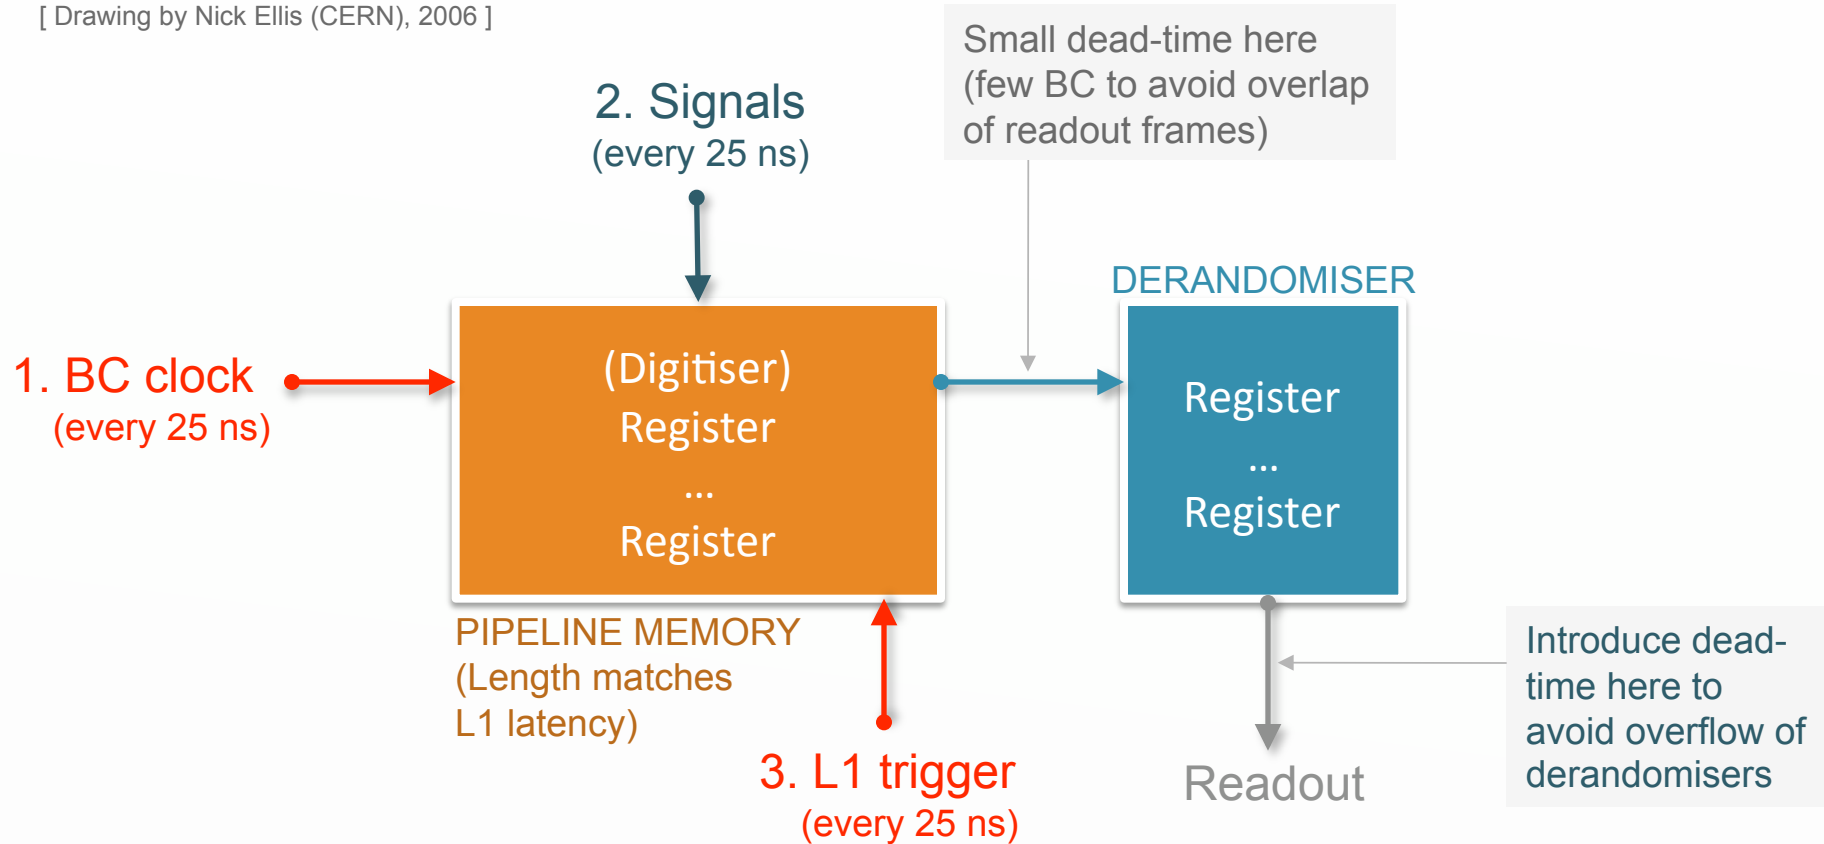 [ Drawing by Nick Ellis (CERN), 2006 ]
Small dead-time here
(few BC to avoid overlap
of readout frames)
2. Signals
(every 25 ns)
DERANDOMISER
1. BC clock
(every 25 ns)
(Digitiser)
Register
...
Register
Register
...
Register
PIPELINE MEMORY
(Length matches
L1 latency)
3. L1 trigger
(every 25 ns)
Readout
Introduce dead-
time here to
avoid overflow of
derandomisers